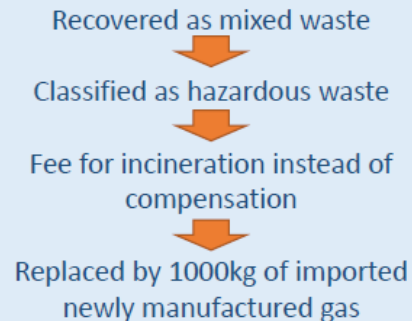 Recovered as mixed waste
Classified as hazardous waste
Fee for incineration instead of
compensation
Replaced by 1000kg of imported
newly manufactured gas